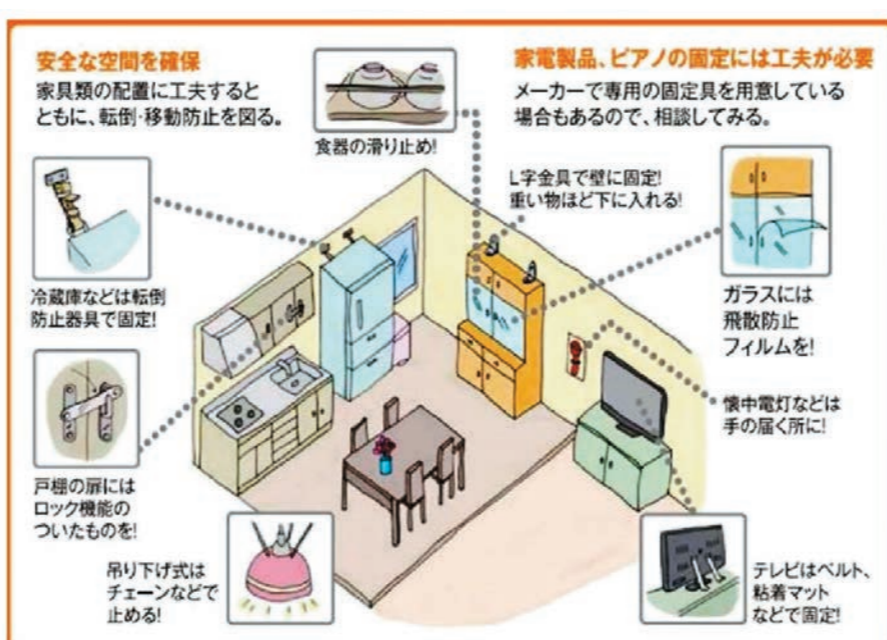 安全な空間を確保
家具類の配置に工夫すると
ともに、転倒・移動防止を図る。
家電製品、ピアノの固定には工夫が必要
メーカーで専用の固定具を用意している
場合もあるので、相談してみる。
食器の滑り止め!
L字金具で壁に固定!
重い物ほど下に入れる!
冷蔵庫などは転倒
防止器具で固定!
ガラスには
飛散防止
フィルムを!
懐中電灯などは
手の届く所に!
戸棚の扉には
ロック機能の
ついたものを!
吊り下げ式は
チェーンなどで
止める!
テレビはベルト、
粘着マット
などで固定!